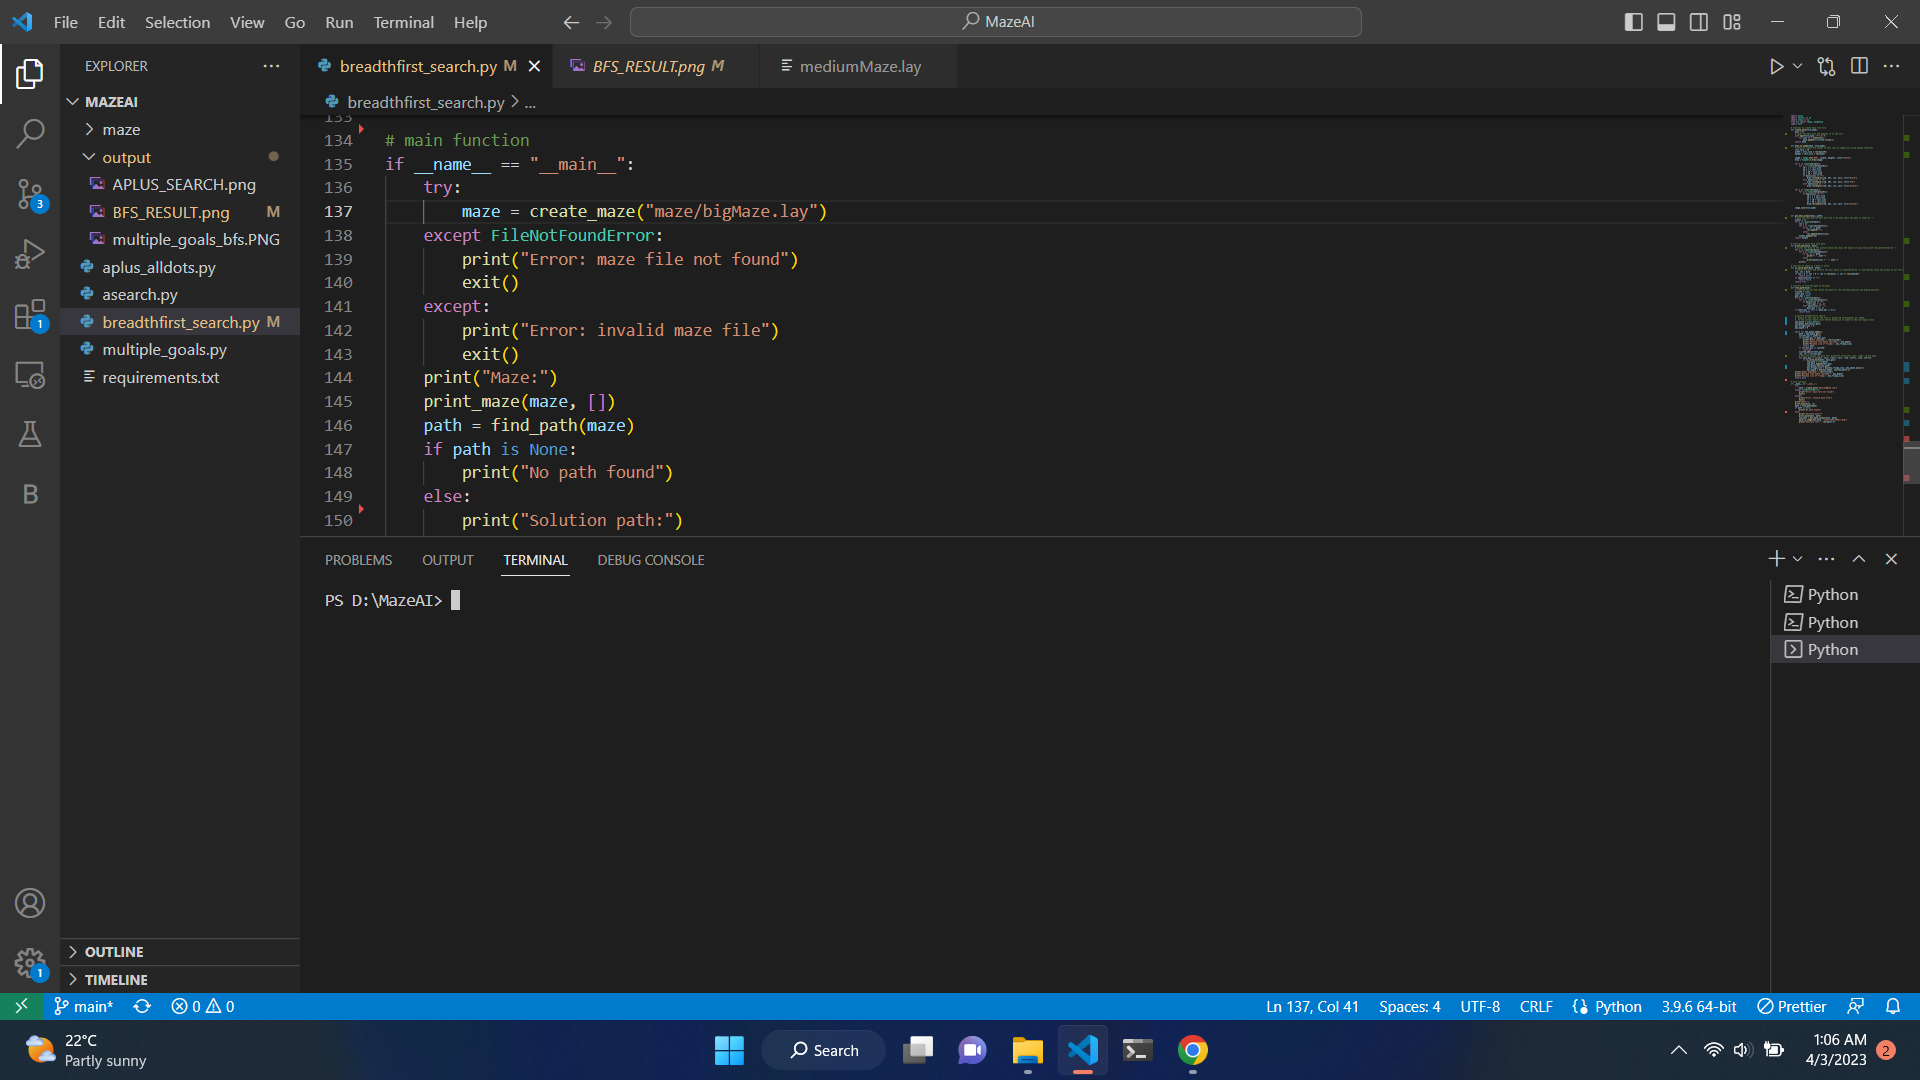 File Edit Selection View Go Run Terminal Help
MazeAI
EXPLORER
MAZEAI
maze
output
APLUS_SEARCH.png
BFS_RESULT.png M
multiple_goals_bfs.PNG
aplus_alldots.py
asearch.py
breadthfirst_search.py M
multiple_goals.py
requirements.txt
OUTLINE
TIMELINE
3
1
B
1
breadthfirst_search.py M
BFS_RESULT.png M
mediumMaze.lay
breadthfirst_search.py > ...
133
134 # main function
135 if __name__ == "__main__":
136 try:
137 maze = create_maze("maze/bigMaze.lay")
138 except FileNotFoundError:
139 print("Error: maze file not found")
140 exit()
141 except:
142 print("Error: invalid maze file")
143 exit()
144 print("Maze:")
145 print_maze(maze, [])
146 path = find_path(maze)
147 if path is None:
148 print("No path found")
149 else:
150 print("Solution path:")
PROBLEMS OUTPUT TERMINAL DEBUG CONSOLE
PS D:\MazeAI>
Python
Python
Python
main* 0 0
Ln 137, Col 41 Spaces: 4 UTF-8 CRLF Python 3.9.6 64-bit Prettier
22°C
Partly sunny
Search
1:06 AM
4/3/2023
2